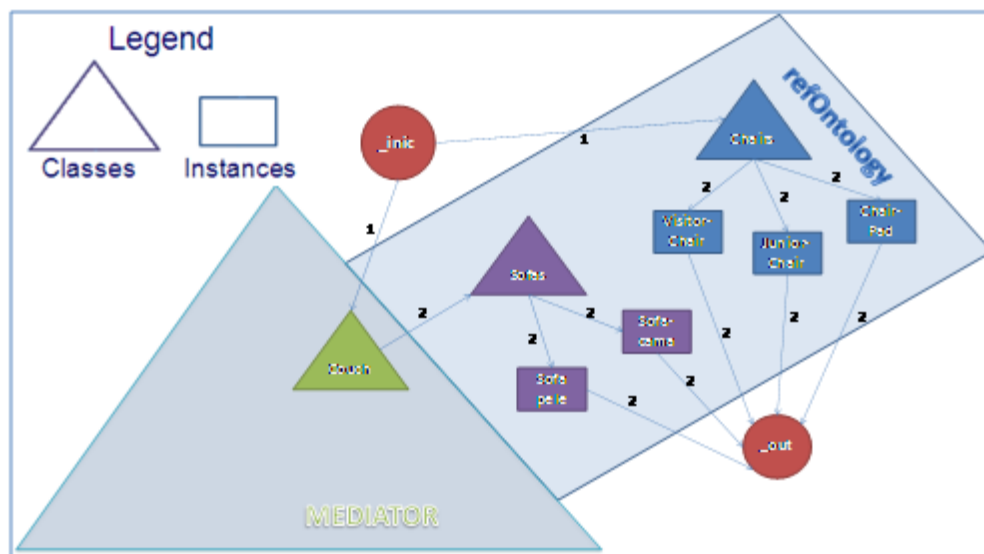 Legend
Classes
Instances
_inic
1
1
Chairs
refOntology
2
2
2
Visitor-
Chair
Junior-
Chair
Chair-
Pad
Sofas
2
2
2
Sofa-
cama
Sofa
pele
Couch
2
2
2
2
2
_out
MEDIATOR